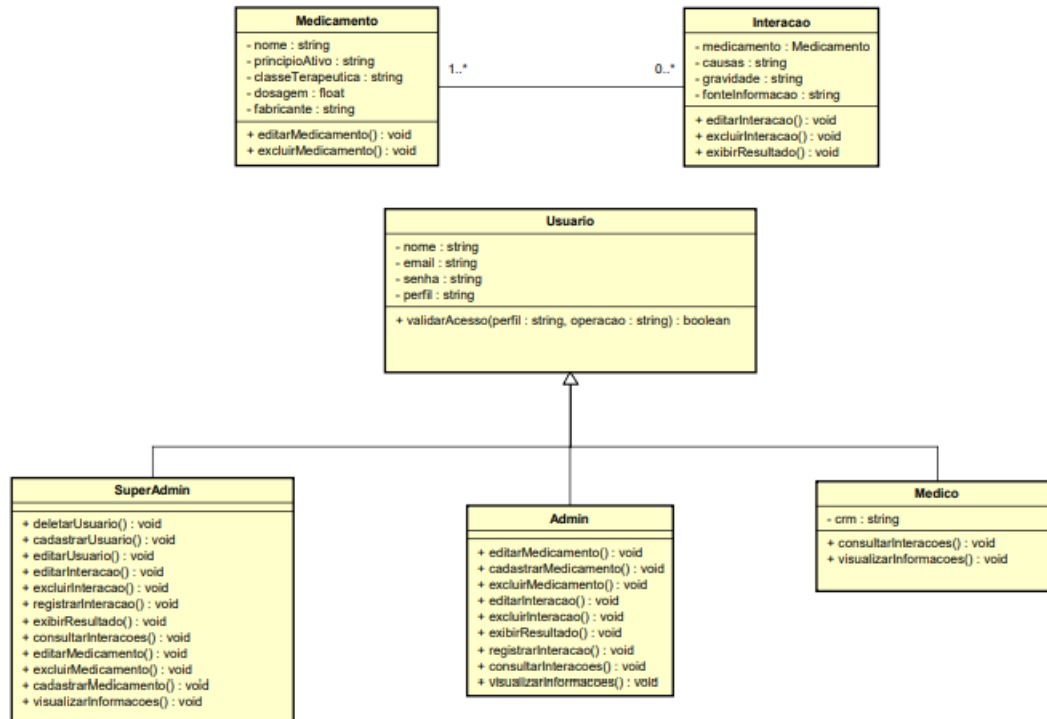 Medicamento
- nome : string
- principioAtivo : string
- classeTerapeutica : string
- dosagem : float
- fabricante : string
+ editarMedicamento() : void
+ excluirMedicamento() : void
1..*
0..*
Interacao
- medicamento : Medicamento
- causas : string
- gravidade : string
- fonteInformacao : string
+ editarInteracao() : void
+ excluirInteracao() : void
+ exibirResultado() : void
Usuario
- nome : string
- email : string
- senha : string
- perfil : string
+ validarAcesso(perfil : string, operacao : string) : boolean
SuperAdmin
+ deletarUsuario() : void
+ cadastrarUsuario() : void
+ editarUsuario() : void
+ editarInteracao() : void
+ excluirInteracao() : void
+ registrarInteracao() : void
+ exibirResultado() : void
+ consultarInteracoes() : void
+ editarMedicamento() : void
+ excluirMedicamento() : void
+ cadastrarMedicamento() : void
+ visualizarInformacoes() : void
Admin
+ editarMedicamento() : void
+ cadastrarMedicamento() : void
+ excluirMedicamento() : void
+ editarInteracao() : void
+ excluirInteracao() : void
+ exibirResultado() : void
+ registrarInteracao() : void
+ consultarInteracoes() : void
+ visualizarInformacoes() : void
Medico
- crm : string
+ consultarInteracoes() : void
+ visualizarInformacoes() : void